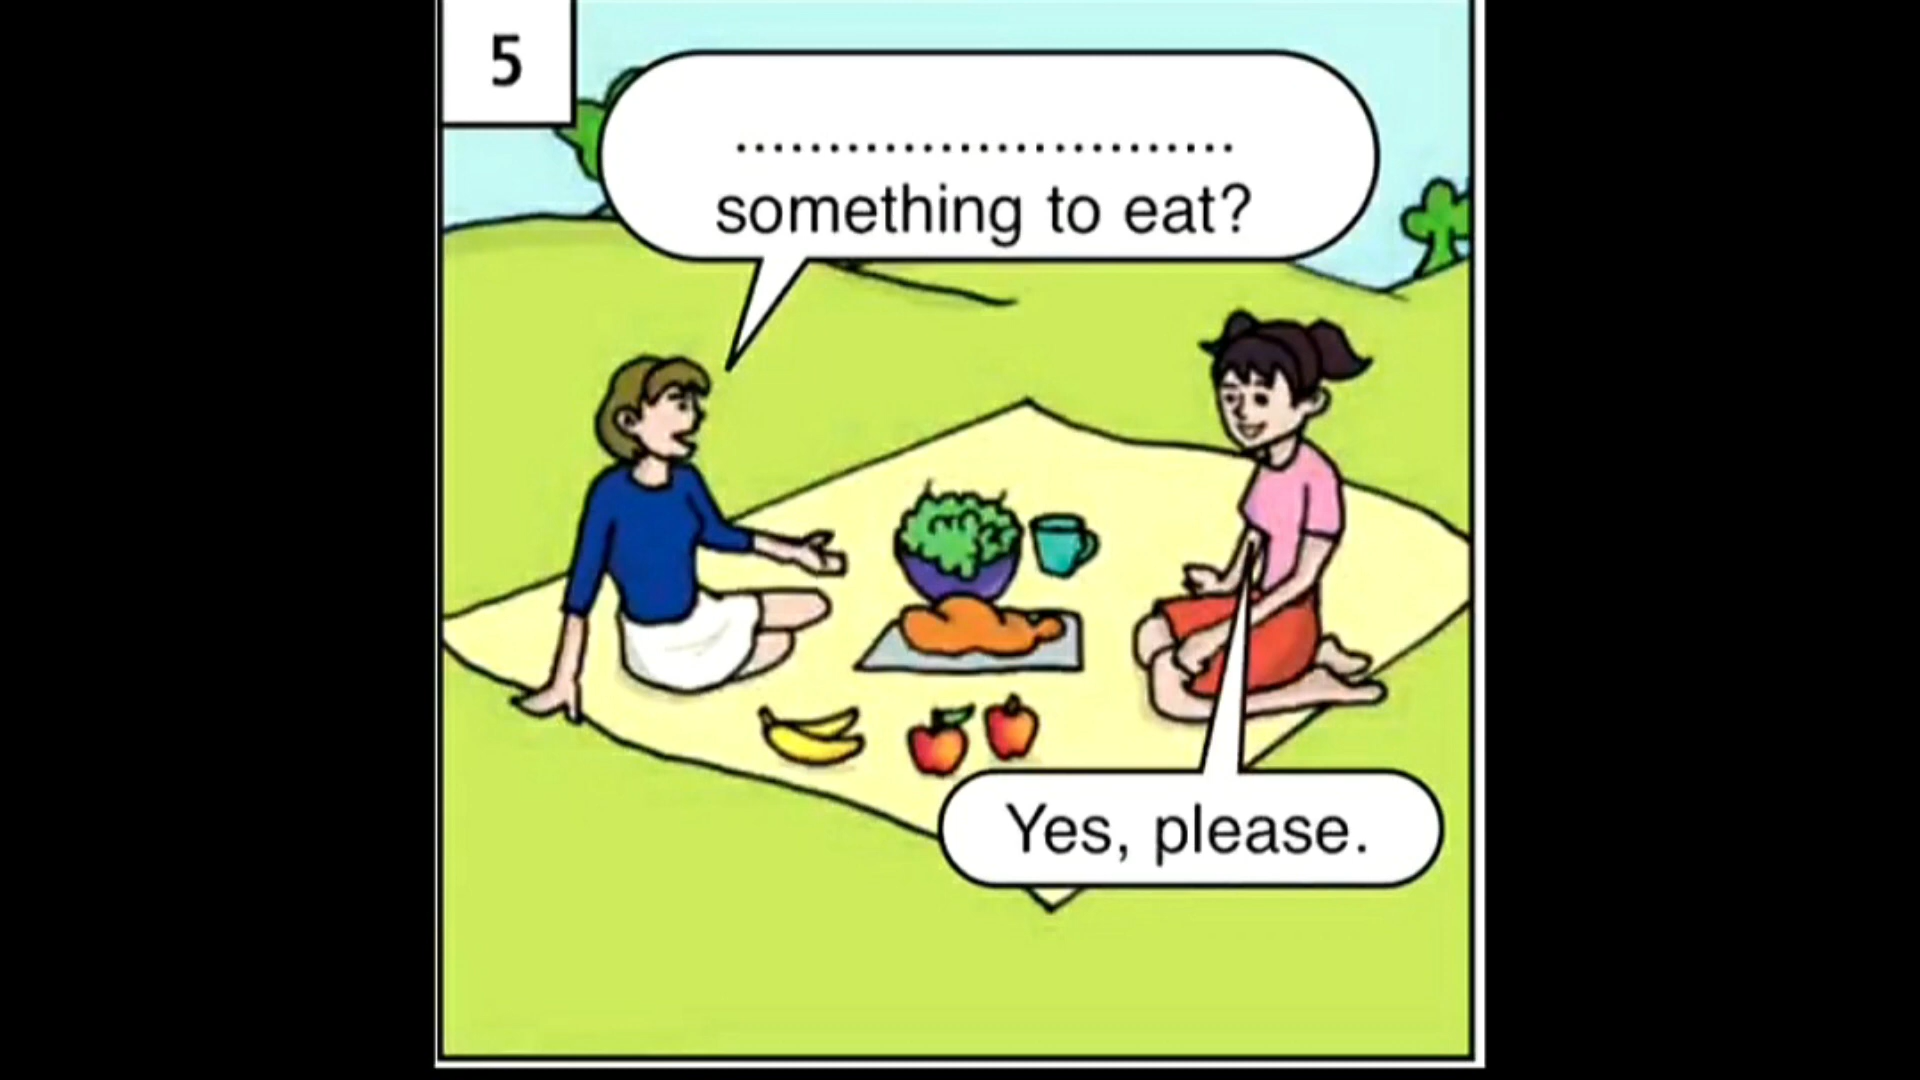 5
............................
something to eat?
Yes, please.